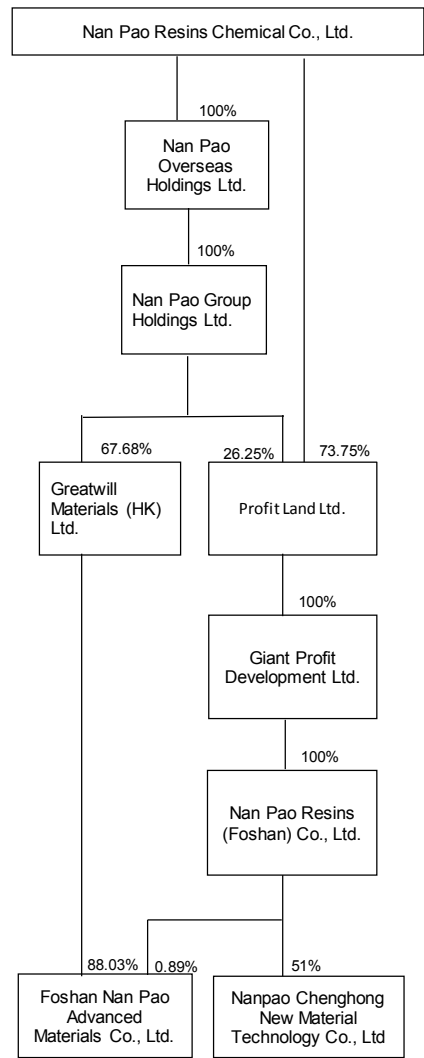 Nan Pao Resins Chemical Co., Ltd.
100%
Nan Pao
Overseas
Holdings Ltd.
100%
Nan Pao Group
Holdings Ltd.
67.68%
26.25%
73.75%
Greatwill
Materials (HK)
Ltd.
Profit Land Ltd.
100%
Giant Profit
Development Ltd.
100%
Nan Pao Resins
(Foshan) Co., Ltd.
88.03%
0.89%
51%
Foshan Nan Pao
Advanced
Materials Co., Ltd.
Nanpao Chenghong
New Material
Technology Co., Ltd